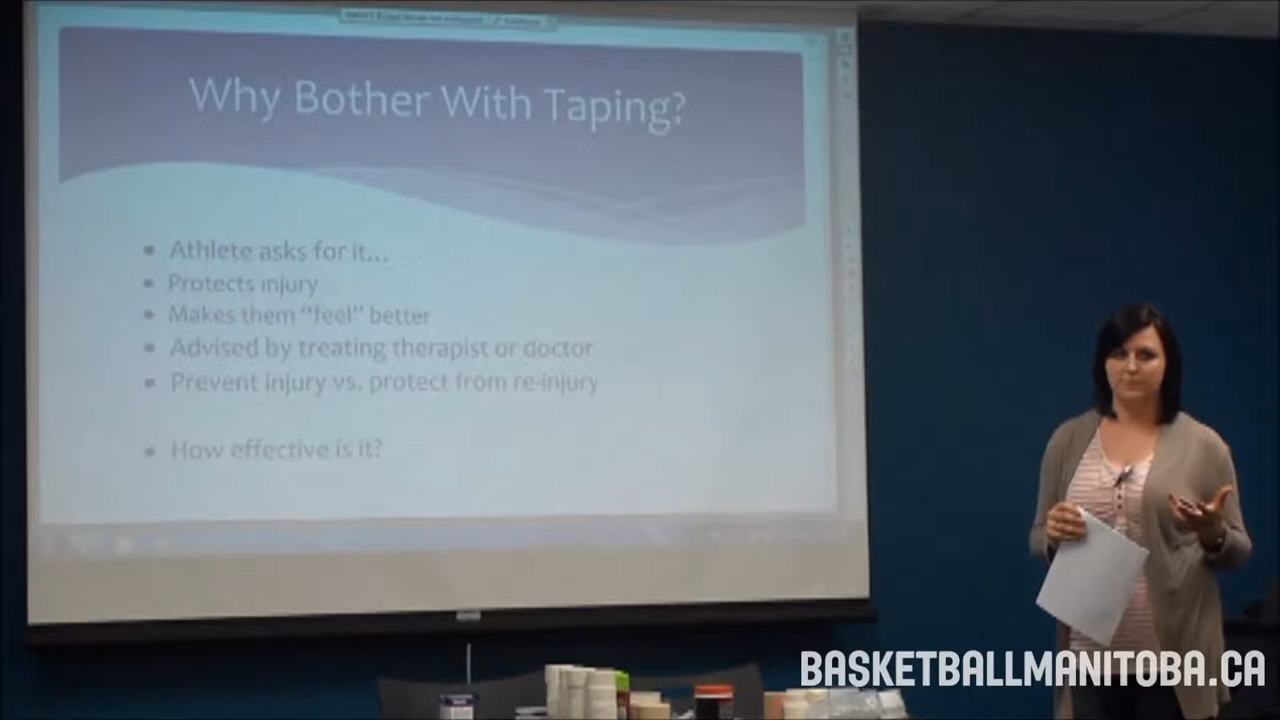 Why Bother With Taping?
Athlete asks for it...
Protects injury
Makes them "feel" better
Advised by treating therapist or doctor
Prevent injury vs. protect from re-injury
How effective is it?
BASKETBALLMANITOBA.CA